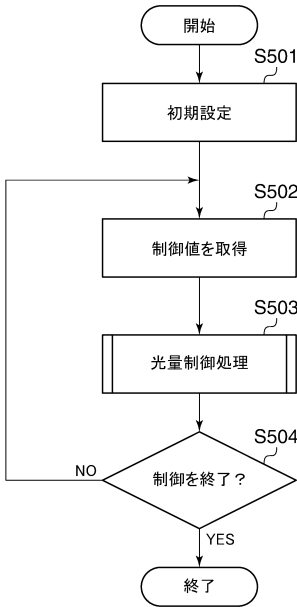 開始
S501
初期設定
S502
制御値を取得
S503
光量制御処理
S504
制御を終了?
NO
YES
終了